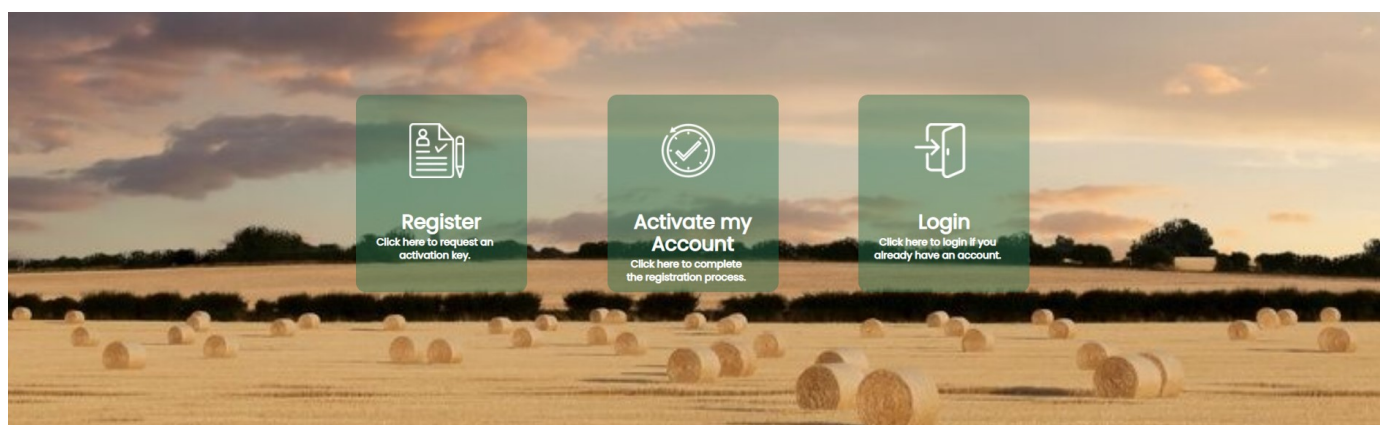 Register
Click here to request an
activation key.
Activate my
Account
Click here to complete
the registration process.
Login
Click here to login if you
already have an account.